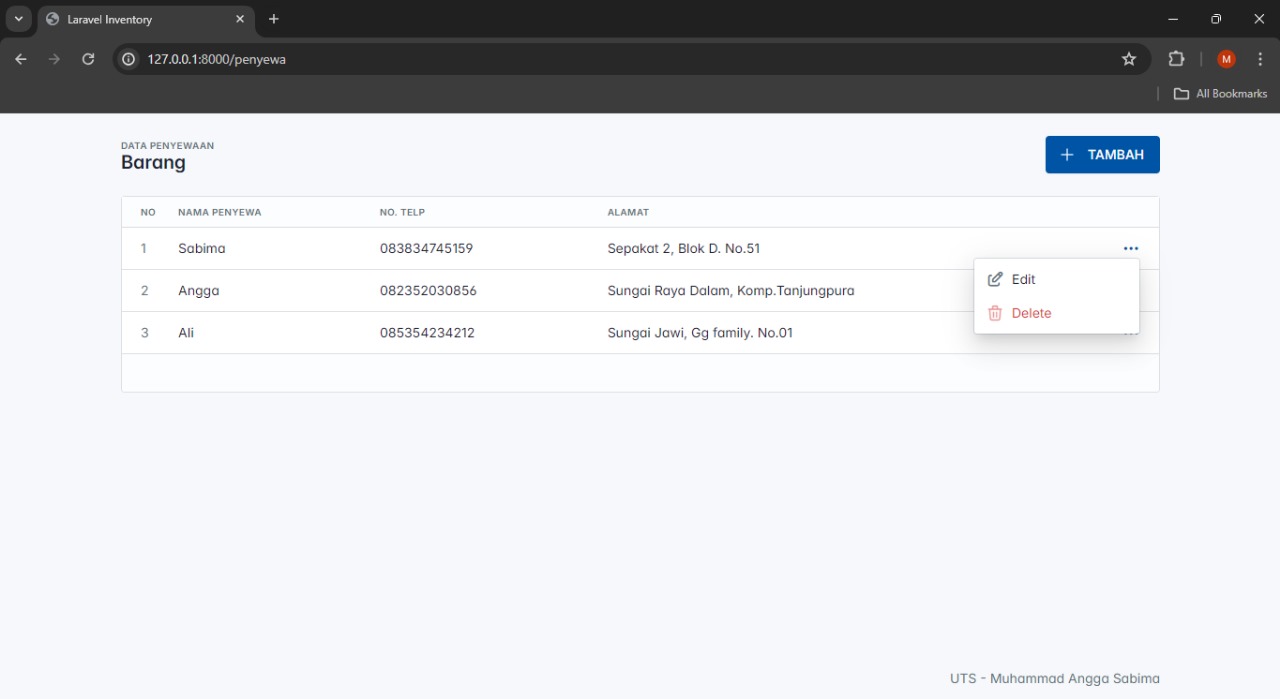 Laravel Inventory
127.0.0.1:8000/penyewa
M
All Bookmarks
DATA PENYEWAAN
Barang
TAMBAH
NO NAMA PENYEWA NO. TELP ALAMAT
1 Sabima 083834745159 Sepakat 2, Blok D. No.51
Edit
2 Angga 082352030856 Sungai Raya Dalam, Komp.Tanjungpura
Delete
3 Ali 085354234212 Sungai Jawi, Gg family. No.01
UTS - Muhammad Angga Sabima